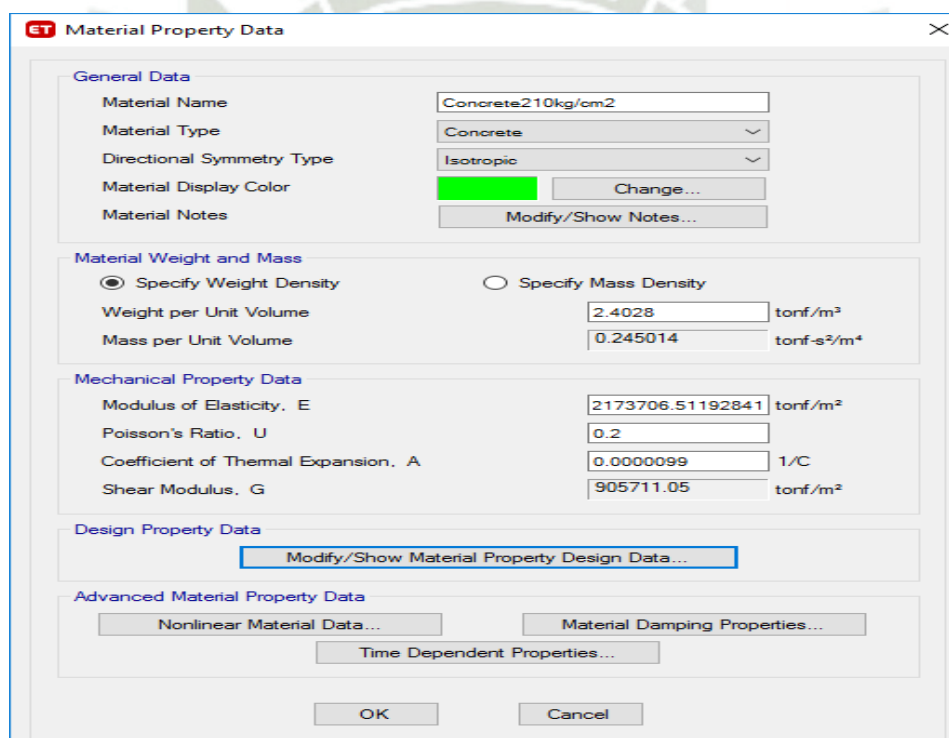 ET Material Property Data
General Data
Material Name Concrete210kg/cm2
Material Type Concrete
Directional Symmetry Type Isotropic
Material Display Color Change...
Material Notes Modify/Show Notes...
Material Weight and Mass
Specify Weight Density Specify Mass Density
Weight per Unit Volume 2.4028 tonf/m³
Mass per Unit Volume 0.245014 tonf-s²/m⁴
Mechanical Property Data
Modulus of Elasticity, E 2173706.51192841 tonf/m²
Poisson's Ratio, U 0.2
Coefficient of Thermal Expansion, A 0.0000099 1/C
Shear Modulus, G 905711.05 tonf/m²
Design Property Data
Modify/Show Material Property Design Data...
Advanced Material Property Data
Nonlinear Material Data... Material Damping Properties...
Time Dependent Properties...
OK Cancel